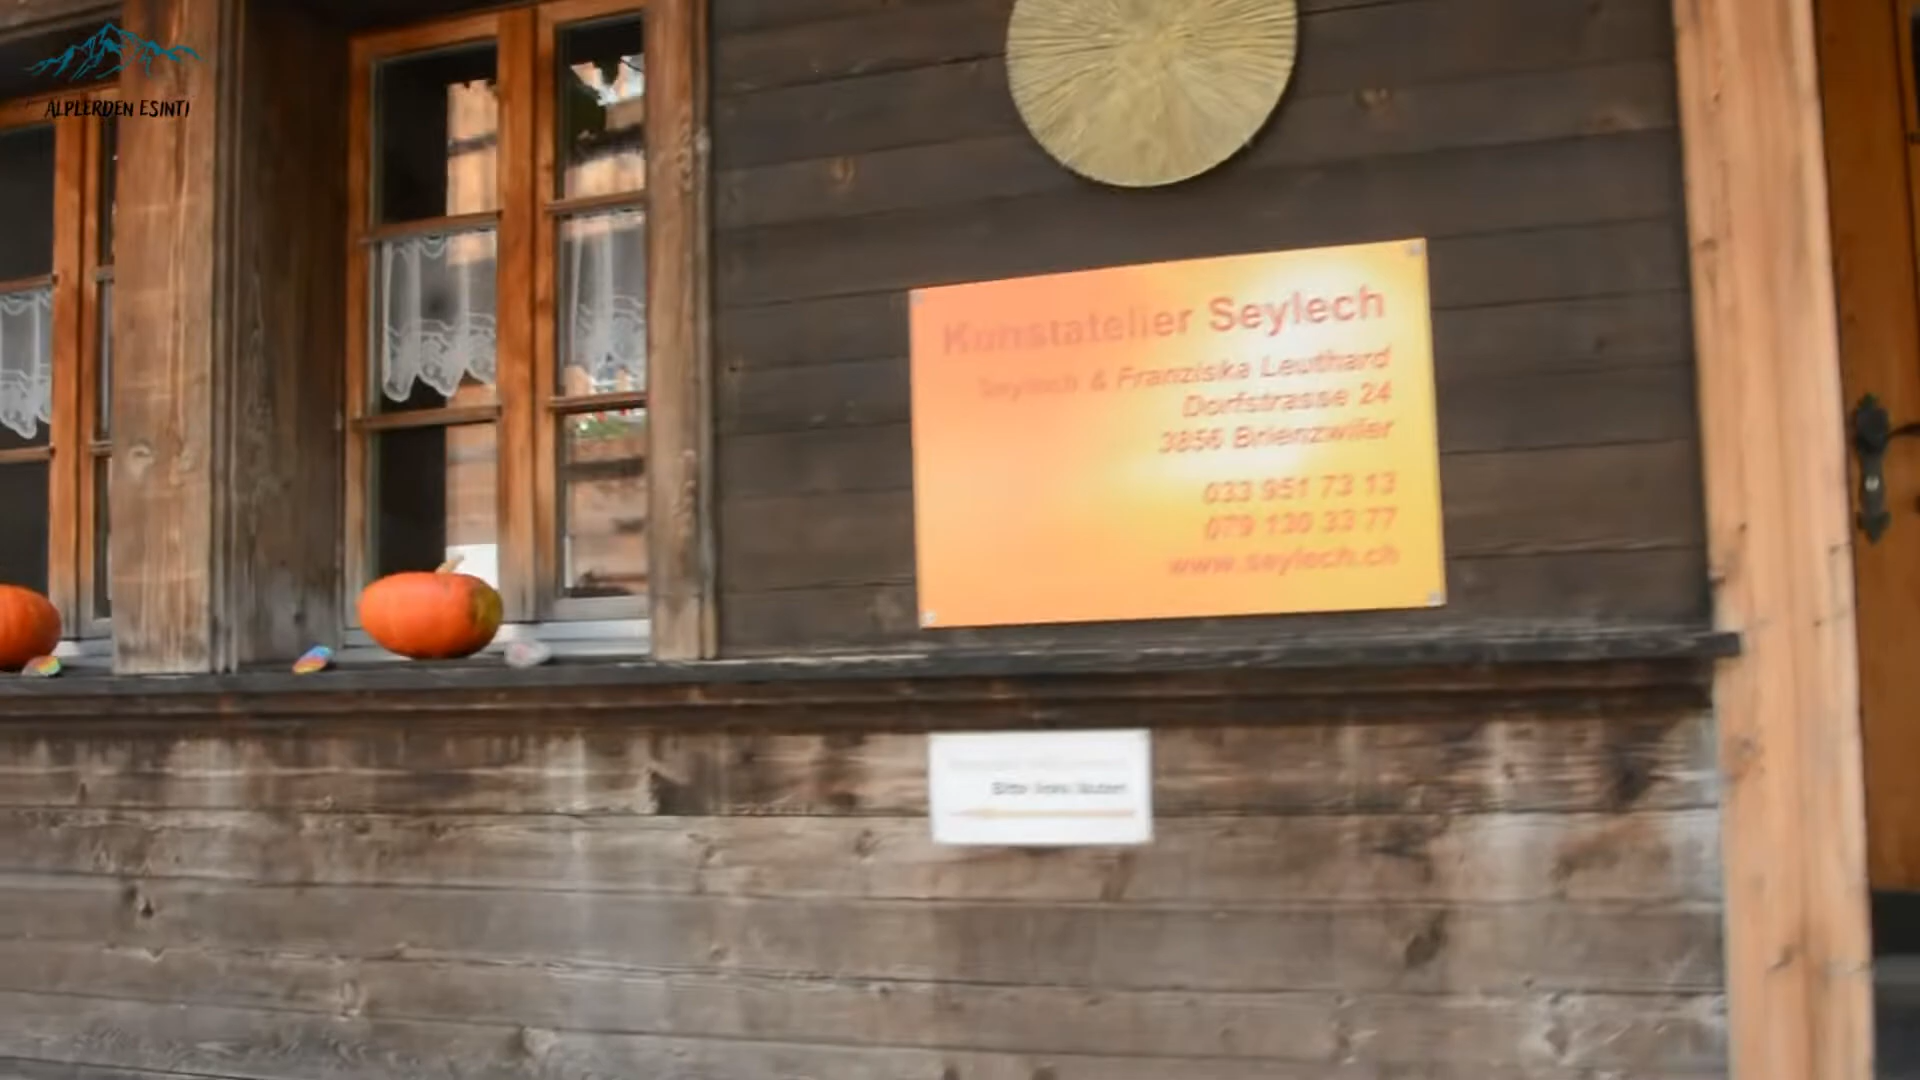 ALPLERDEN ESINTI
Kunstatelier Seylech
Seylech & Franziska Leuthard
Dorfstrasse 24
3856 Brienzwiler
033 951 73 13
079 130 33 77
www.seylech.ch
Bitte